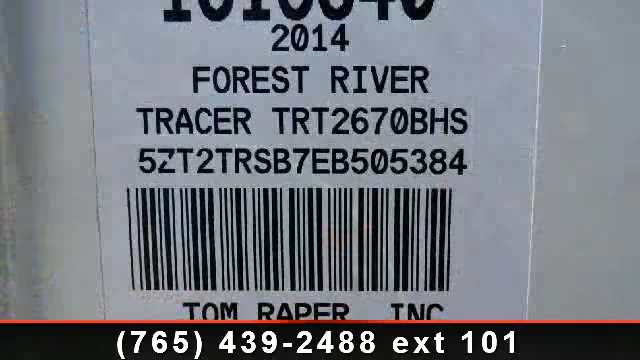 2014
FOREST RIVER
TRACER TRT2670BHS
5ZT2TRSB7EB505384
TOM RAPER, INC
(765) 439-2488 ext 101